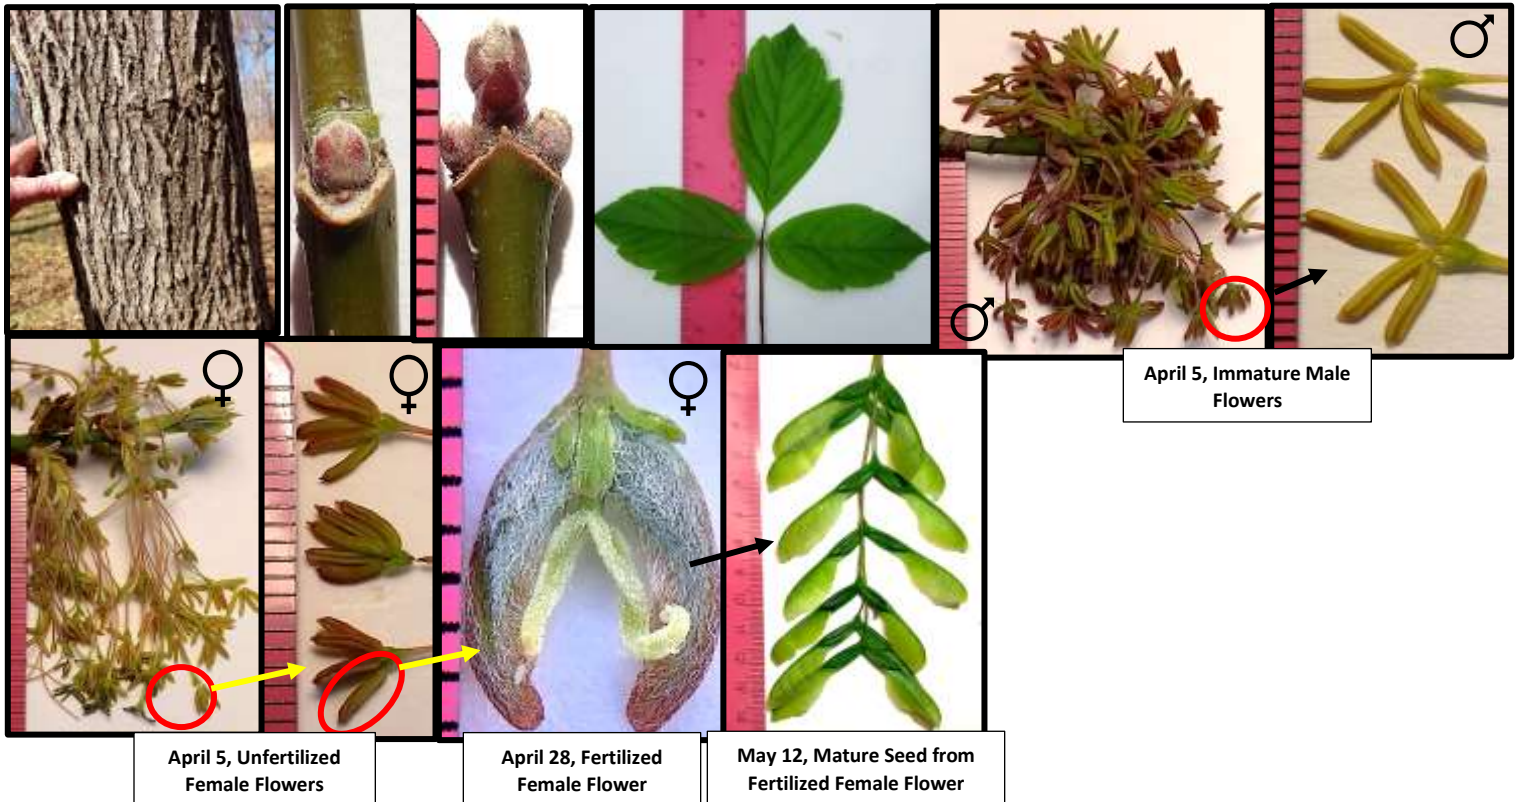 ♂
♂
April 5, Immature Male
Flowers
♀
♀
♀
April 5, Unfertilized
Female Flowers
April 28, Fertilized
Female Flower
May 12, Mature Seed from
Fertilized Female Flower